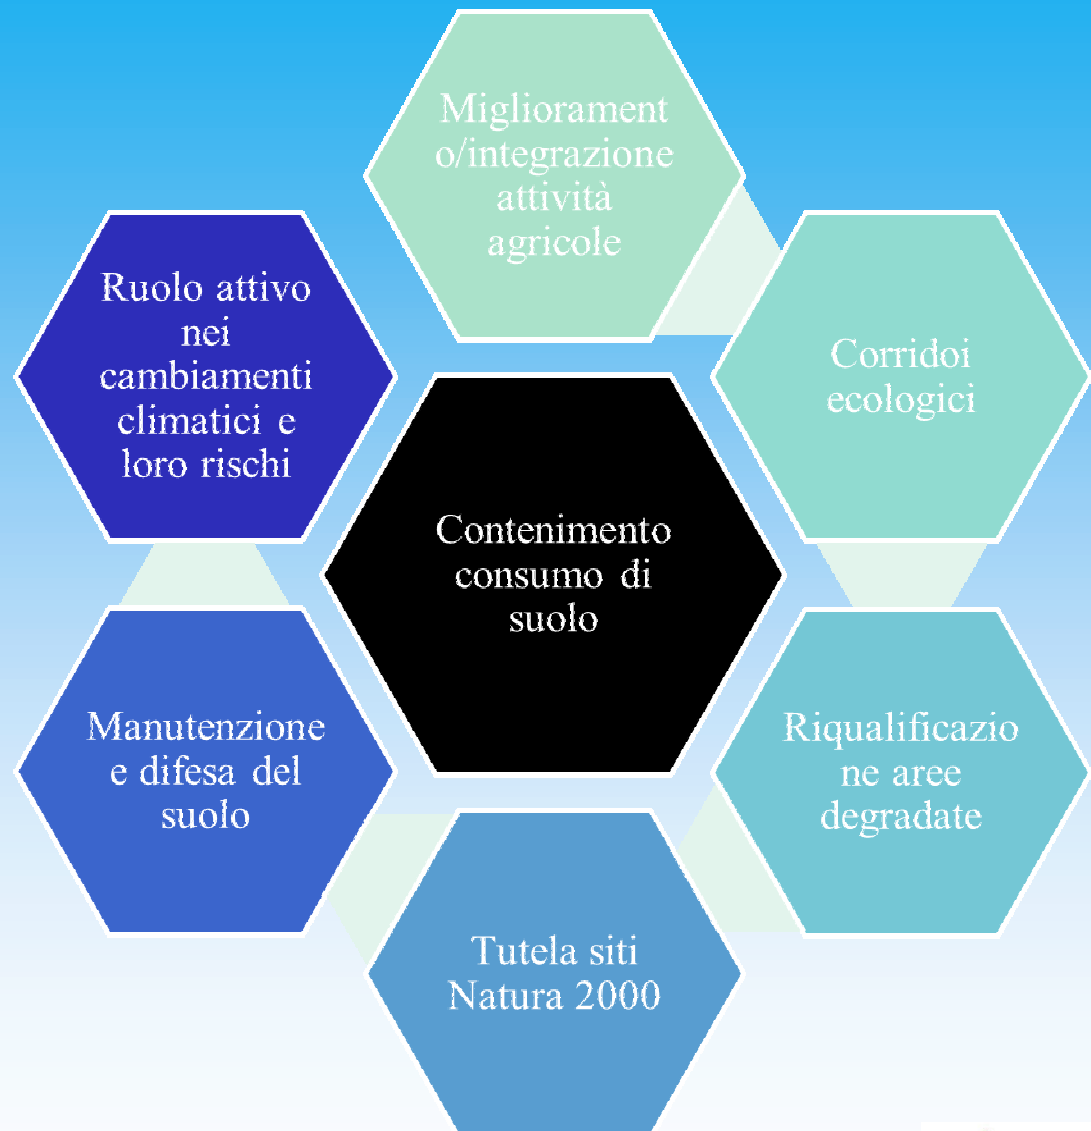 Migliorament
o/integrazione
attività
agricole
Ruolo attivo
nei
cambiamenti
climatici e
loro rischi
Corridoi
ecologici
Contenimento
consumo di
suolo
Manutenzione
e difesa del
suolo
Riqualificazio
ne aree
degradate
Tutela siti
Natura 2000